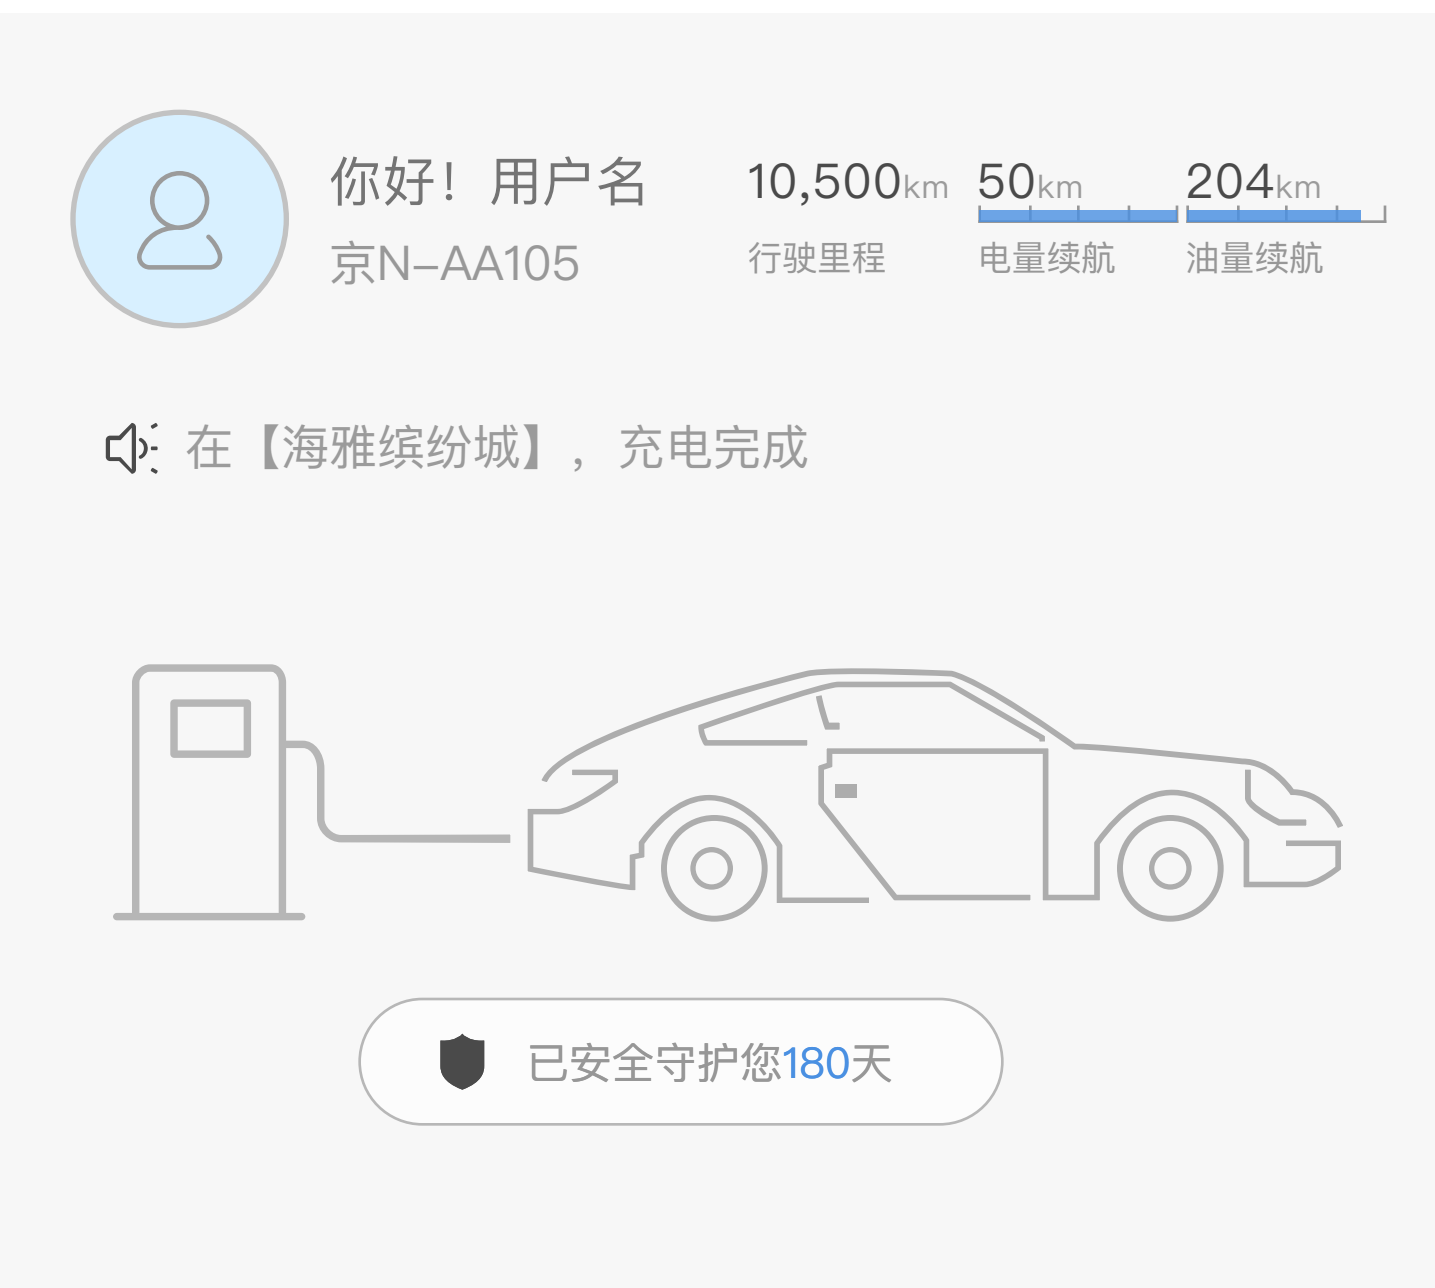 你好！用户名
京N-AA105
10,500km
行驶里程
50km
电量续航
204km
油量续航
在【海雅缤纷城】，充电完成
已安全守护您180天